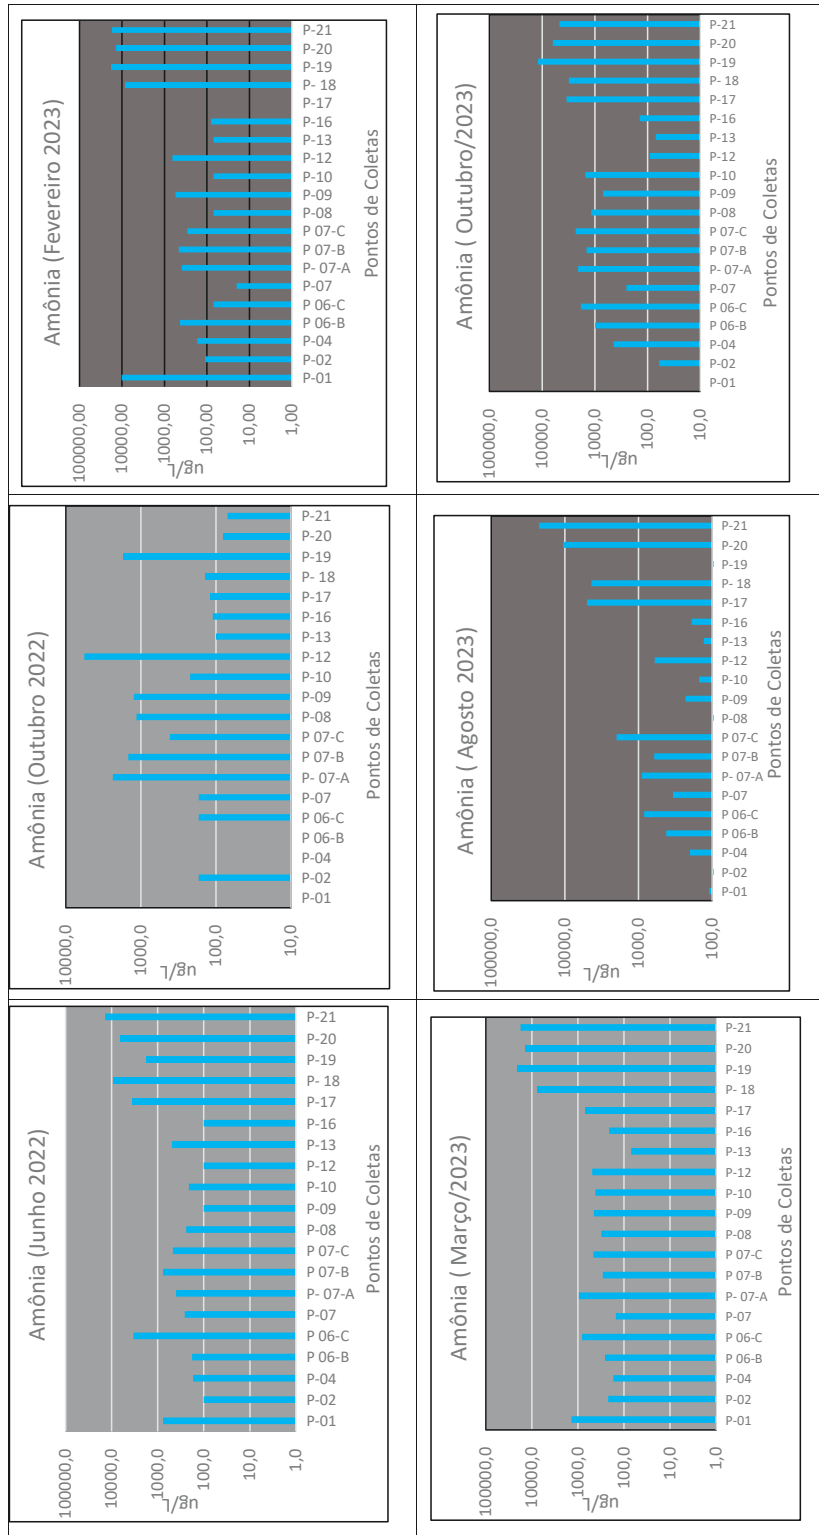 Amônia (Junho 2022)
100000,0
10000,0
1000,0
100,0
10,0
1,0
ug/L
P-01
P-02
P-04
P 06-B
P 06-C
P-07
P- 07-A
P 07-B
P 07-C
P-08
P-09
P-10
P-12
P-13
P-16
P-17
P- 18
P-19
P-20
P-21
Pontos de Coletas
Amônia (Outubro 2022)
10000,0
1000,0
100,0
10,0
ug/L
P-01
P-02
P-04
P 06-B
P 06-C
P-07
P- 07-A
P 07-B
P 07-C
P-08
P-09
P-10
P-12
P-13
P-16
P-17
P- 18
P-19
P-20
P-21
Pontos de Coletas
Amônia (Fevereiro 2023)
100000,00
10000,00
1000,00
100,00
10,00
1,00
ug/L
P-01
P-02
P-04
P 06-B
P 06-C
P-07
P- 07-A
P 07-B
P 07-C
P-08
P-09
P-10
P-12
P-13
P-16
P-17
P- 18
P-19
P-20
P-21
Pontos de Coletas
Amônia ( Março/2023)
100000,0
10000,0
1000,0
100,0
10,0
1,0
ug/L
P-01
P-02
P-04
P 06-B
P 06-C
P-07
P- 07-A
P 07-B
P 07-C
P-08
P-09
P-10
P-12
P-13
P-16
P-17
P- 18
P-19
P-20
P-21
Pontos de Coletas
Amônia ( Agosto 2023)
100000,0
10000,0
1000,0
100,0
ug/L
P-01
P-02
P-04
P 06-B
P 06-C
P-07
P- 07-A
P 07-B
P 07-C
P-08
P-09
P-10
P-12
P-13
P-16
P-17
P- 18
P-19
P-20
P-21
Pontos de Coletas
Amônia ( Outubro/2023)
100000,0
10000,0
1000,0
100,0
10,0
ug/L
P-01
P-02
P-04
P 06-B
P 06-C
P-07
P- 07-A
P 07-B
P 07-C
P-08
P-09
P-10
P-12
P-13
P-16
P-17
P- 18
P-19
P-20
P-21
Pontos de Coletas